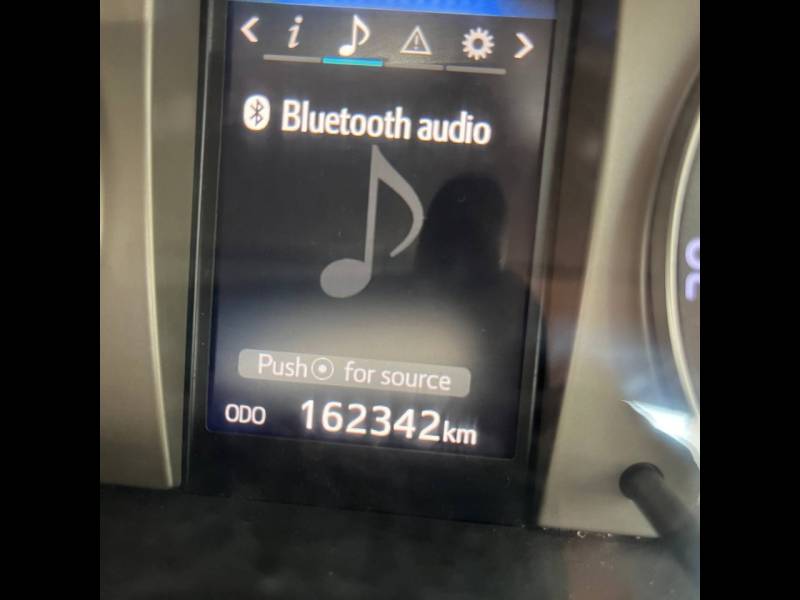 Bluetooth audio
Push for source
ODO 162342km